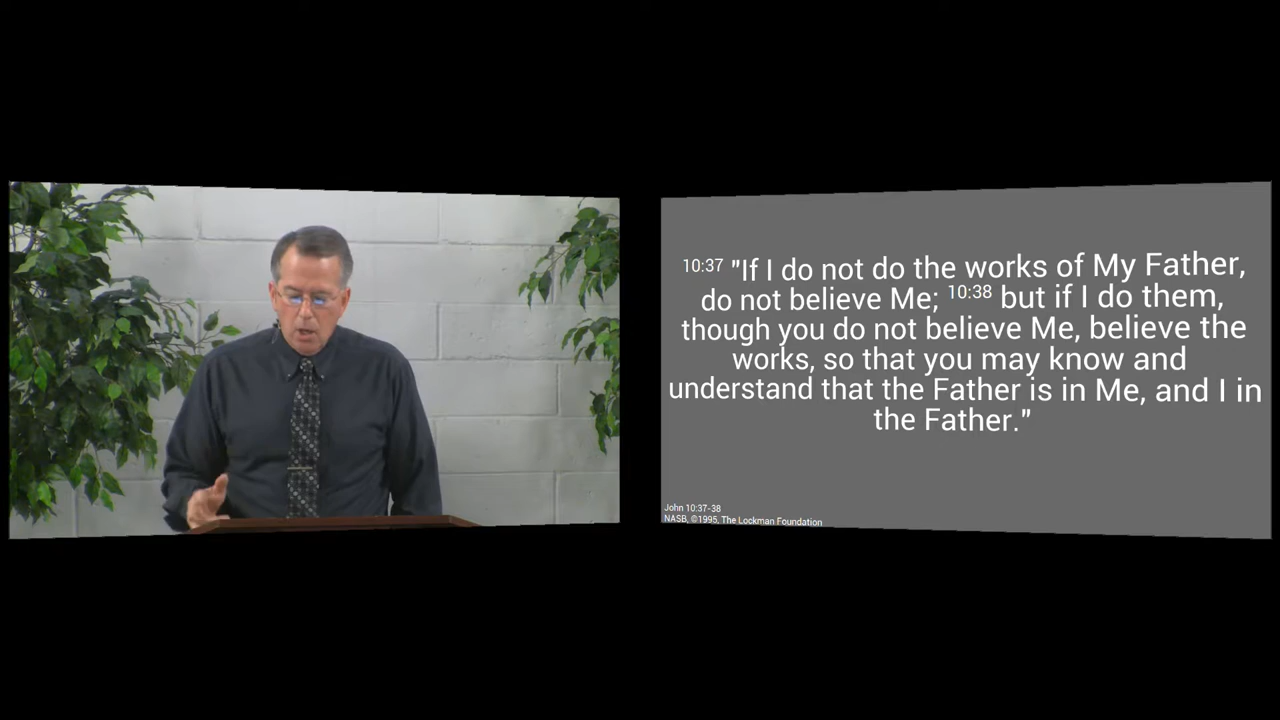 10:37 "If I do not do the works of My Father,
do not believe Me; 10:38 but if I do them,
though you do not believe Me, believe the
works, so that you may know and
understand that the Father is in Me, and I in
the Father."
John 10:37-38
NASB, ©1995, The Lockman Foundation